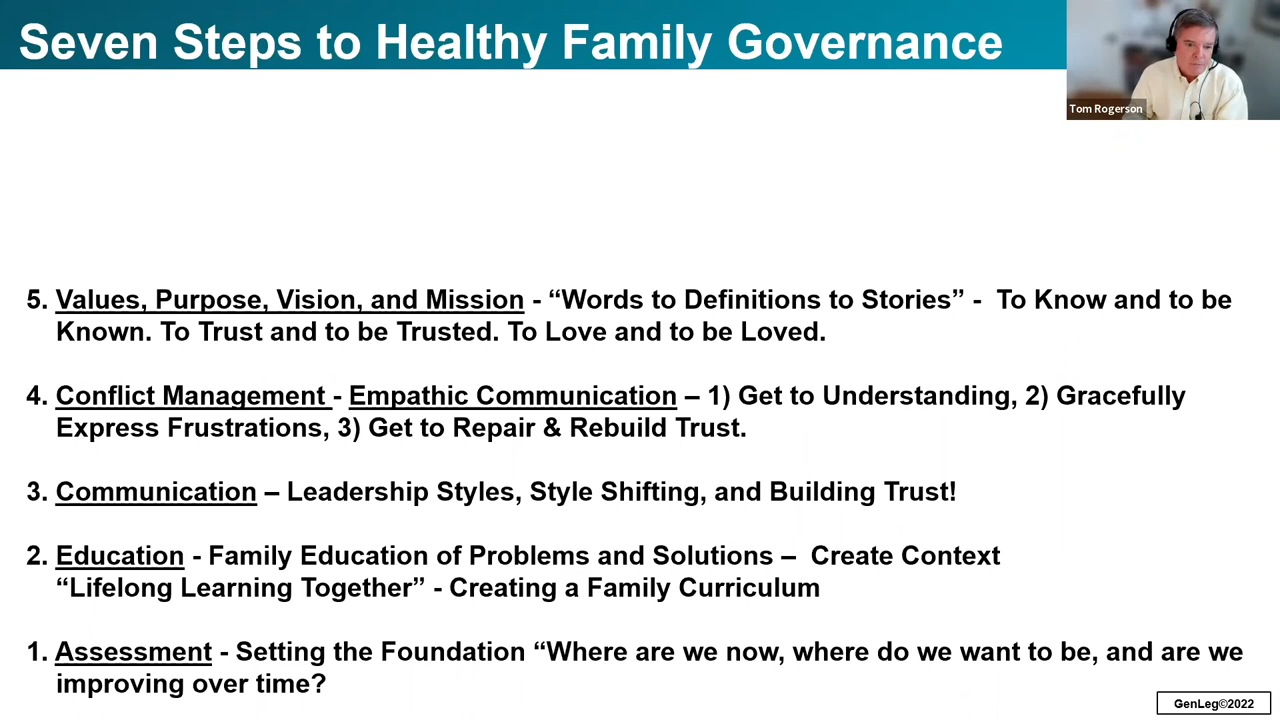 Seven Steps to Healthy Family Governance
Tom Rogerson
5. Values, Purpose, Vision, and Mission - “Words to Definitions to Stories” - To Know and to be
Known. To Trust and to be Trusted. To Love and to be Loved.
4. Conflict Management - Empathic Communication – 1) Get to Understanding, 2) Gracefully
Express Frustrations, 3) Get to Repair & Rebuild Trust.
3. Communication – Leadership Styles, Style Shifting, and Building Trust!
2. Education - Family Education of Problems and Solutions – Create Context
“Lifelong Learning Together” - Creating a Family Curriculum
1. Assessment - Setting the Foundation “Where are we now, where do we want to be, and are we
improving over time?
GenLeg©2022